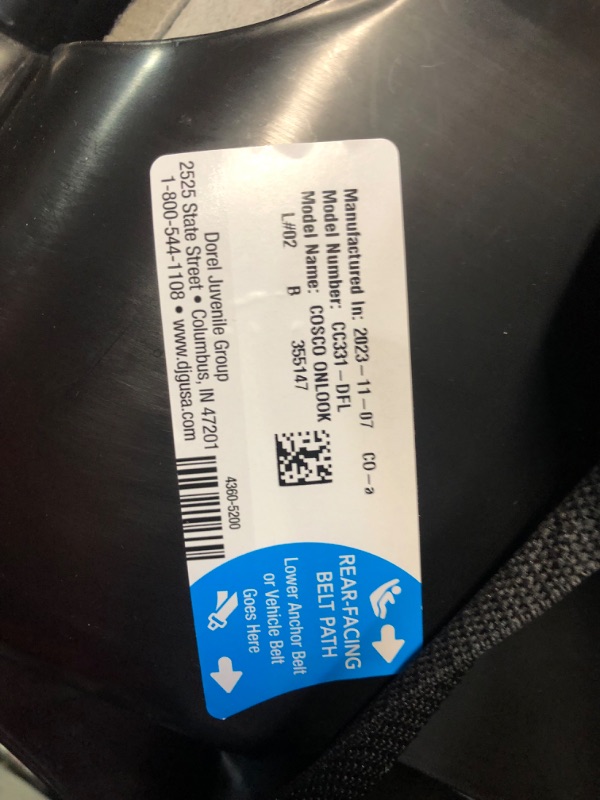 Manufactured In: 2023-11-07 CO-a
Model Number: CC331-DFL
Model Name: COSCO ONLOOK
L#02 B 355147
Dorel Juvenile Group
2525 State Street • Columbus, IN 47201
1-800-544-1108 • www.djgusa.com
4360-5200
REAR-FACING
BELT PATH
Lower Anchor Belt
or Vehicle Belt
Goes Here